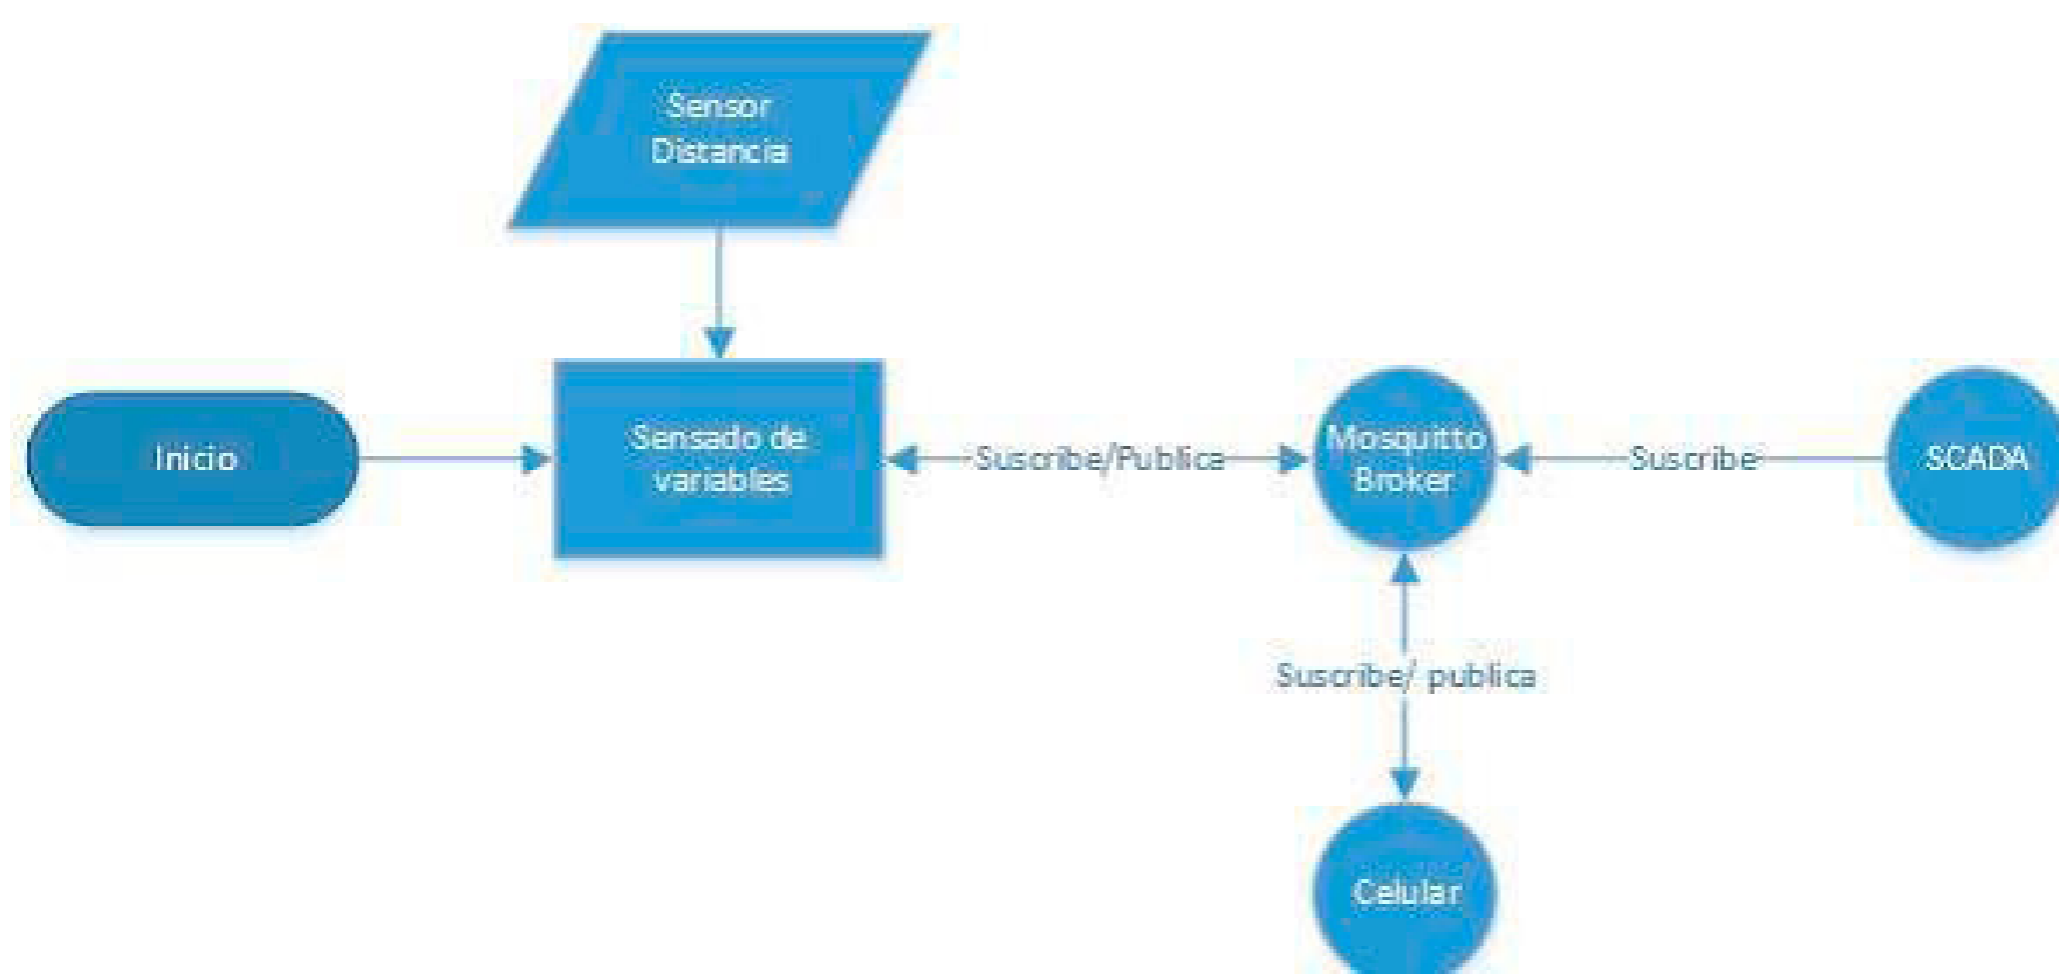 Sensor
Distancia
Inicio
Sensado de
variables
Suscribe/Publica
Mosquitto
Broker
Suscribe
SCADA
Suscribe/ publica
Celular